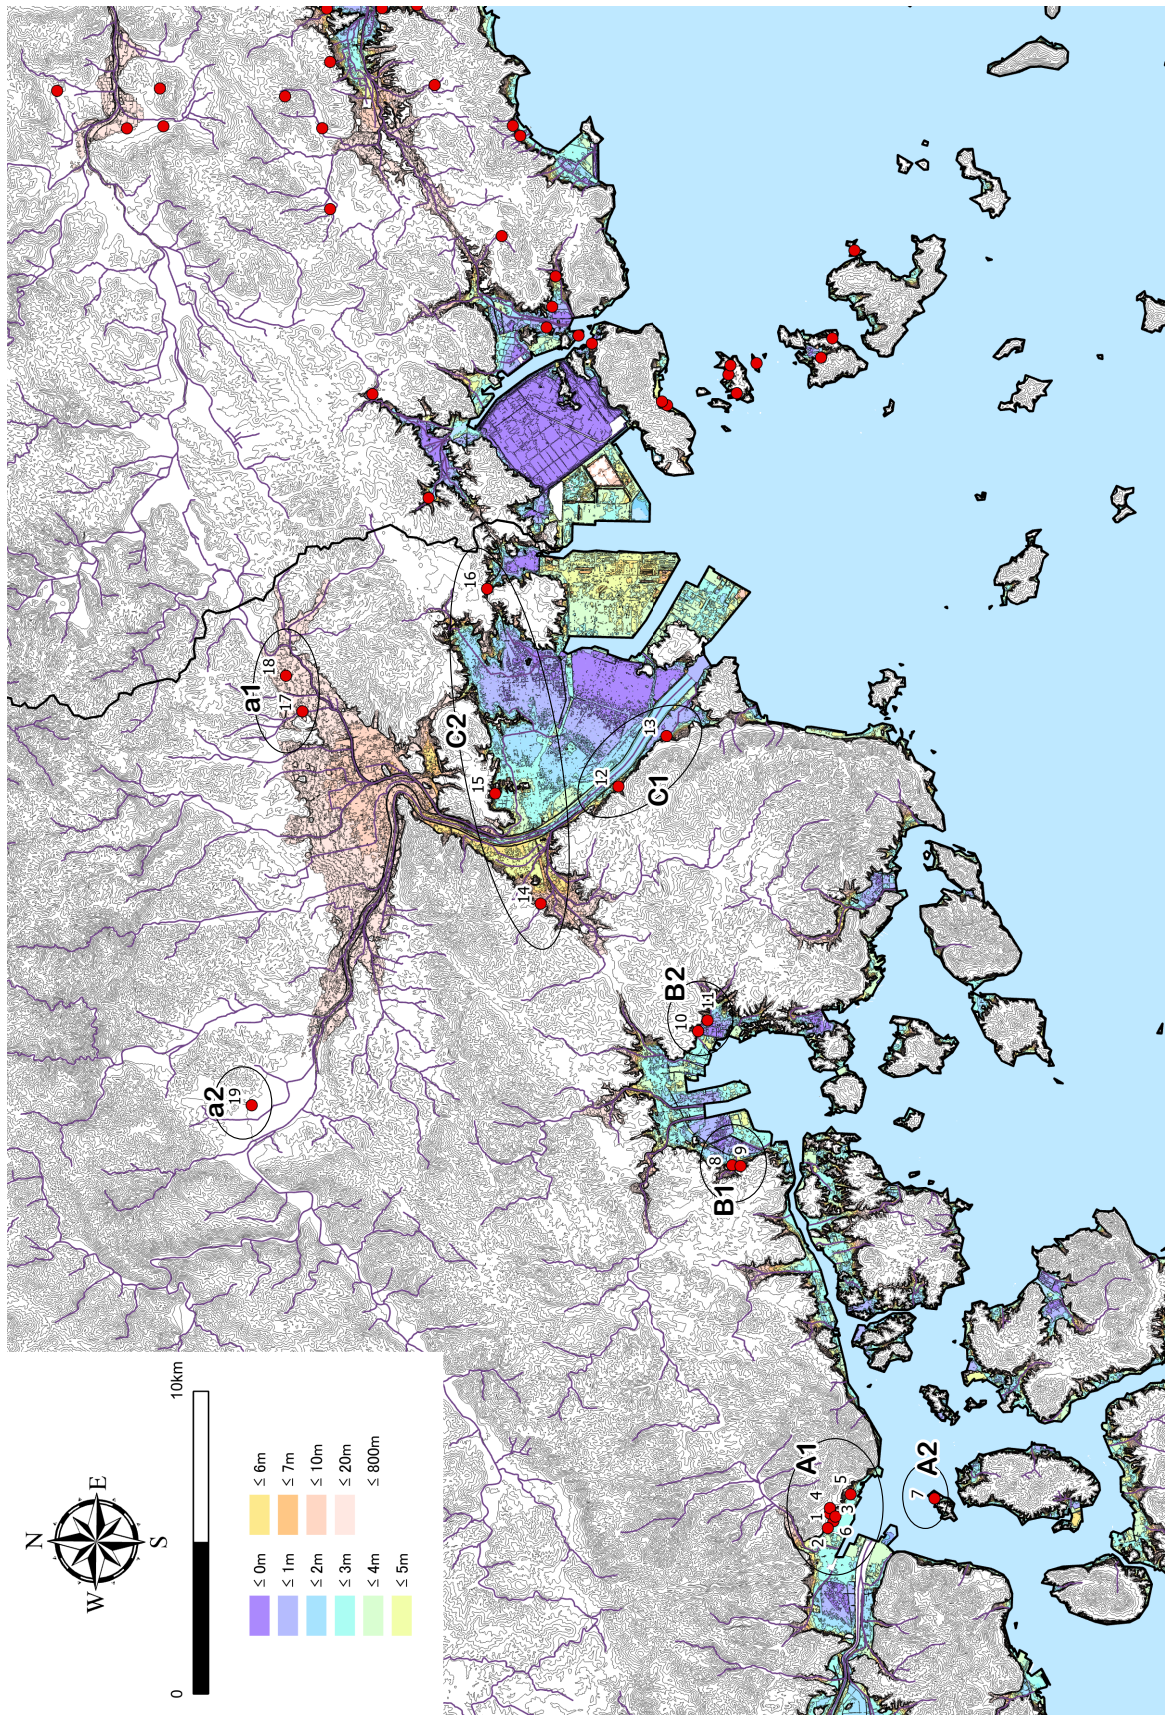 N
W
E
S
0
10km
≤ 0m
≤ 1m
≤ 2m
≤ 3m
≤ 4m
≤ 5m
≤ 6m
≤ 7m
≤ 10m
≤ 20m
≤ 800m
a1
17
18
a2
19
C2
14
15
16
C1
12
13
B2
10
11
B1
8
9
A1
1
2
3
4
5
6
A2
7